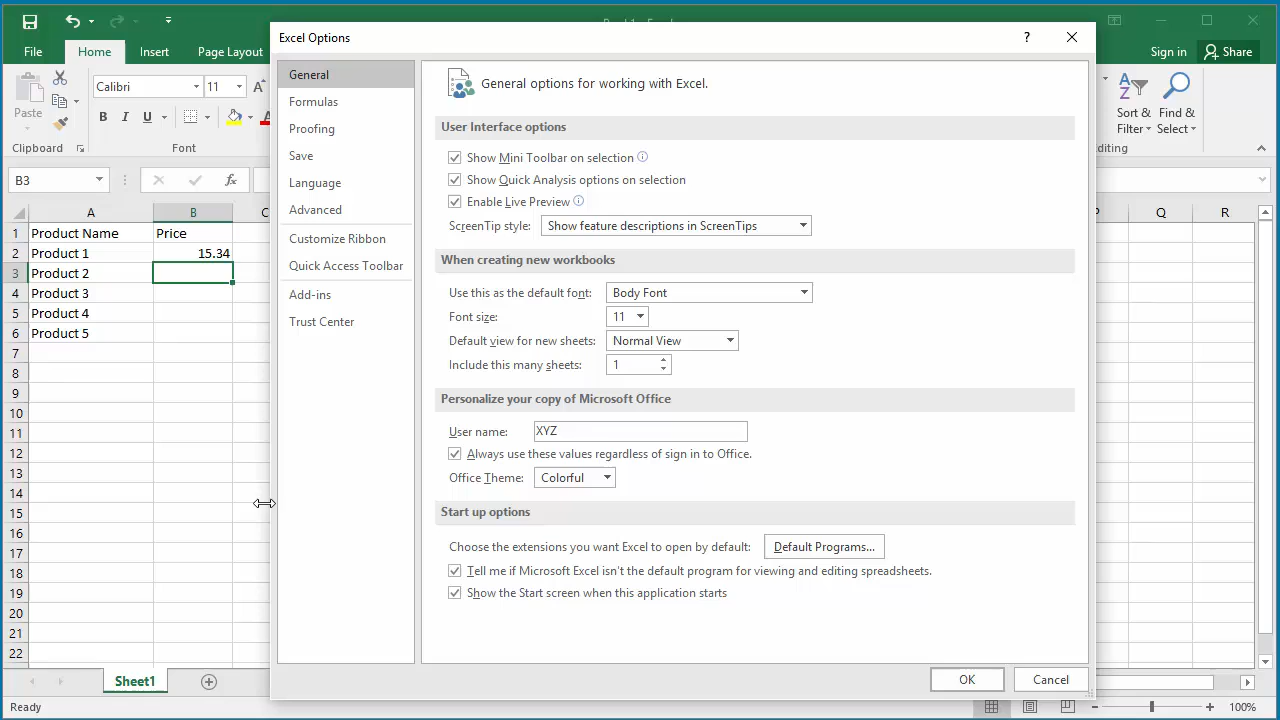 Excel Options
File Home Insert Page Layout
Sign in Share
Calibri 11 A
B I U
Paste
Clipboard
Font
Sort & Filter
Find & Select
B3
fx
A B C
Q R
1 Product Name Price
2 Product 1 15.34
3 Product 2
4 Product 3
5 Product 4
6 Product 5
7
8
9
10
11
12
13
14
15
16
17
18
19
20
21
22
Sheet1
Ready
100%
General
Formulas
Proofing
Save
Language
Advanced
Customize Ribbon
Quick Access Toolbar
Add-ins
Trust Center
General options for working with Excel.
User Interface options
Show Mini Toolbar on selection
Show Quick Analysis options on selection
Enable Live Preview
ScreenTip style: Show feature descriptions in ScreenTips
When creating new workbooks
Use this as the default font: Body Font
Font size: 11
Default view for new sheets: Normal View
Include this many sheets: 1
Personalize your copy of Microsoft Office
User name: XYZ
Always use these values regardless of sign in to Office.
Office Theme: Colorful
Start up options
Choose the extensions you want Excel to open by default: Default Programs...
Tell me if Microsoft Excel isn't the default program for viewing and editing spreadsheets.
Show the Start screen when this application starts
OK Cancel